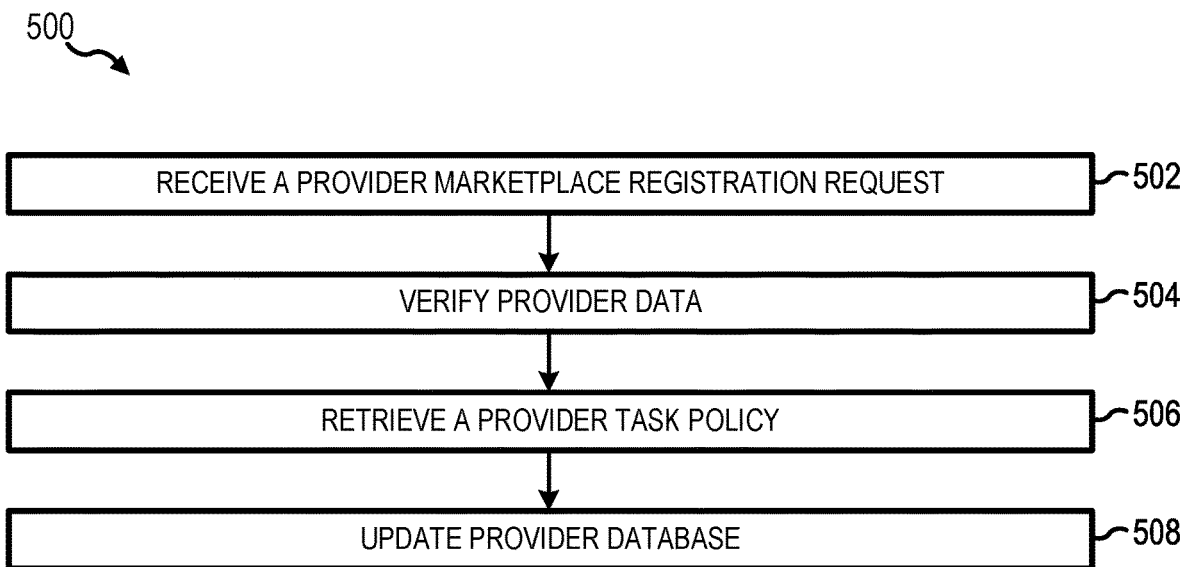 500
RECEIVE A PROVIDER MARKETPLACE REGISTRATION REQUEST 502
VERIFY PROVIDER DATA 504
RETRIEVE A PROVIDER TASK POLICY 506
UPDATE PROVIDER DATABASE 508